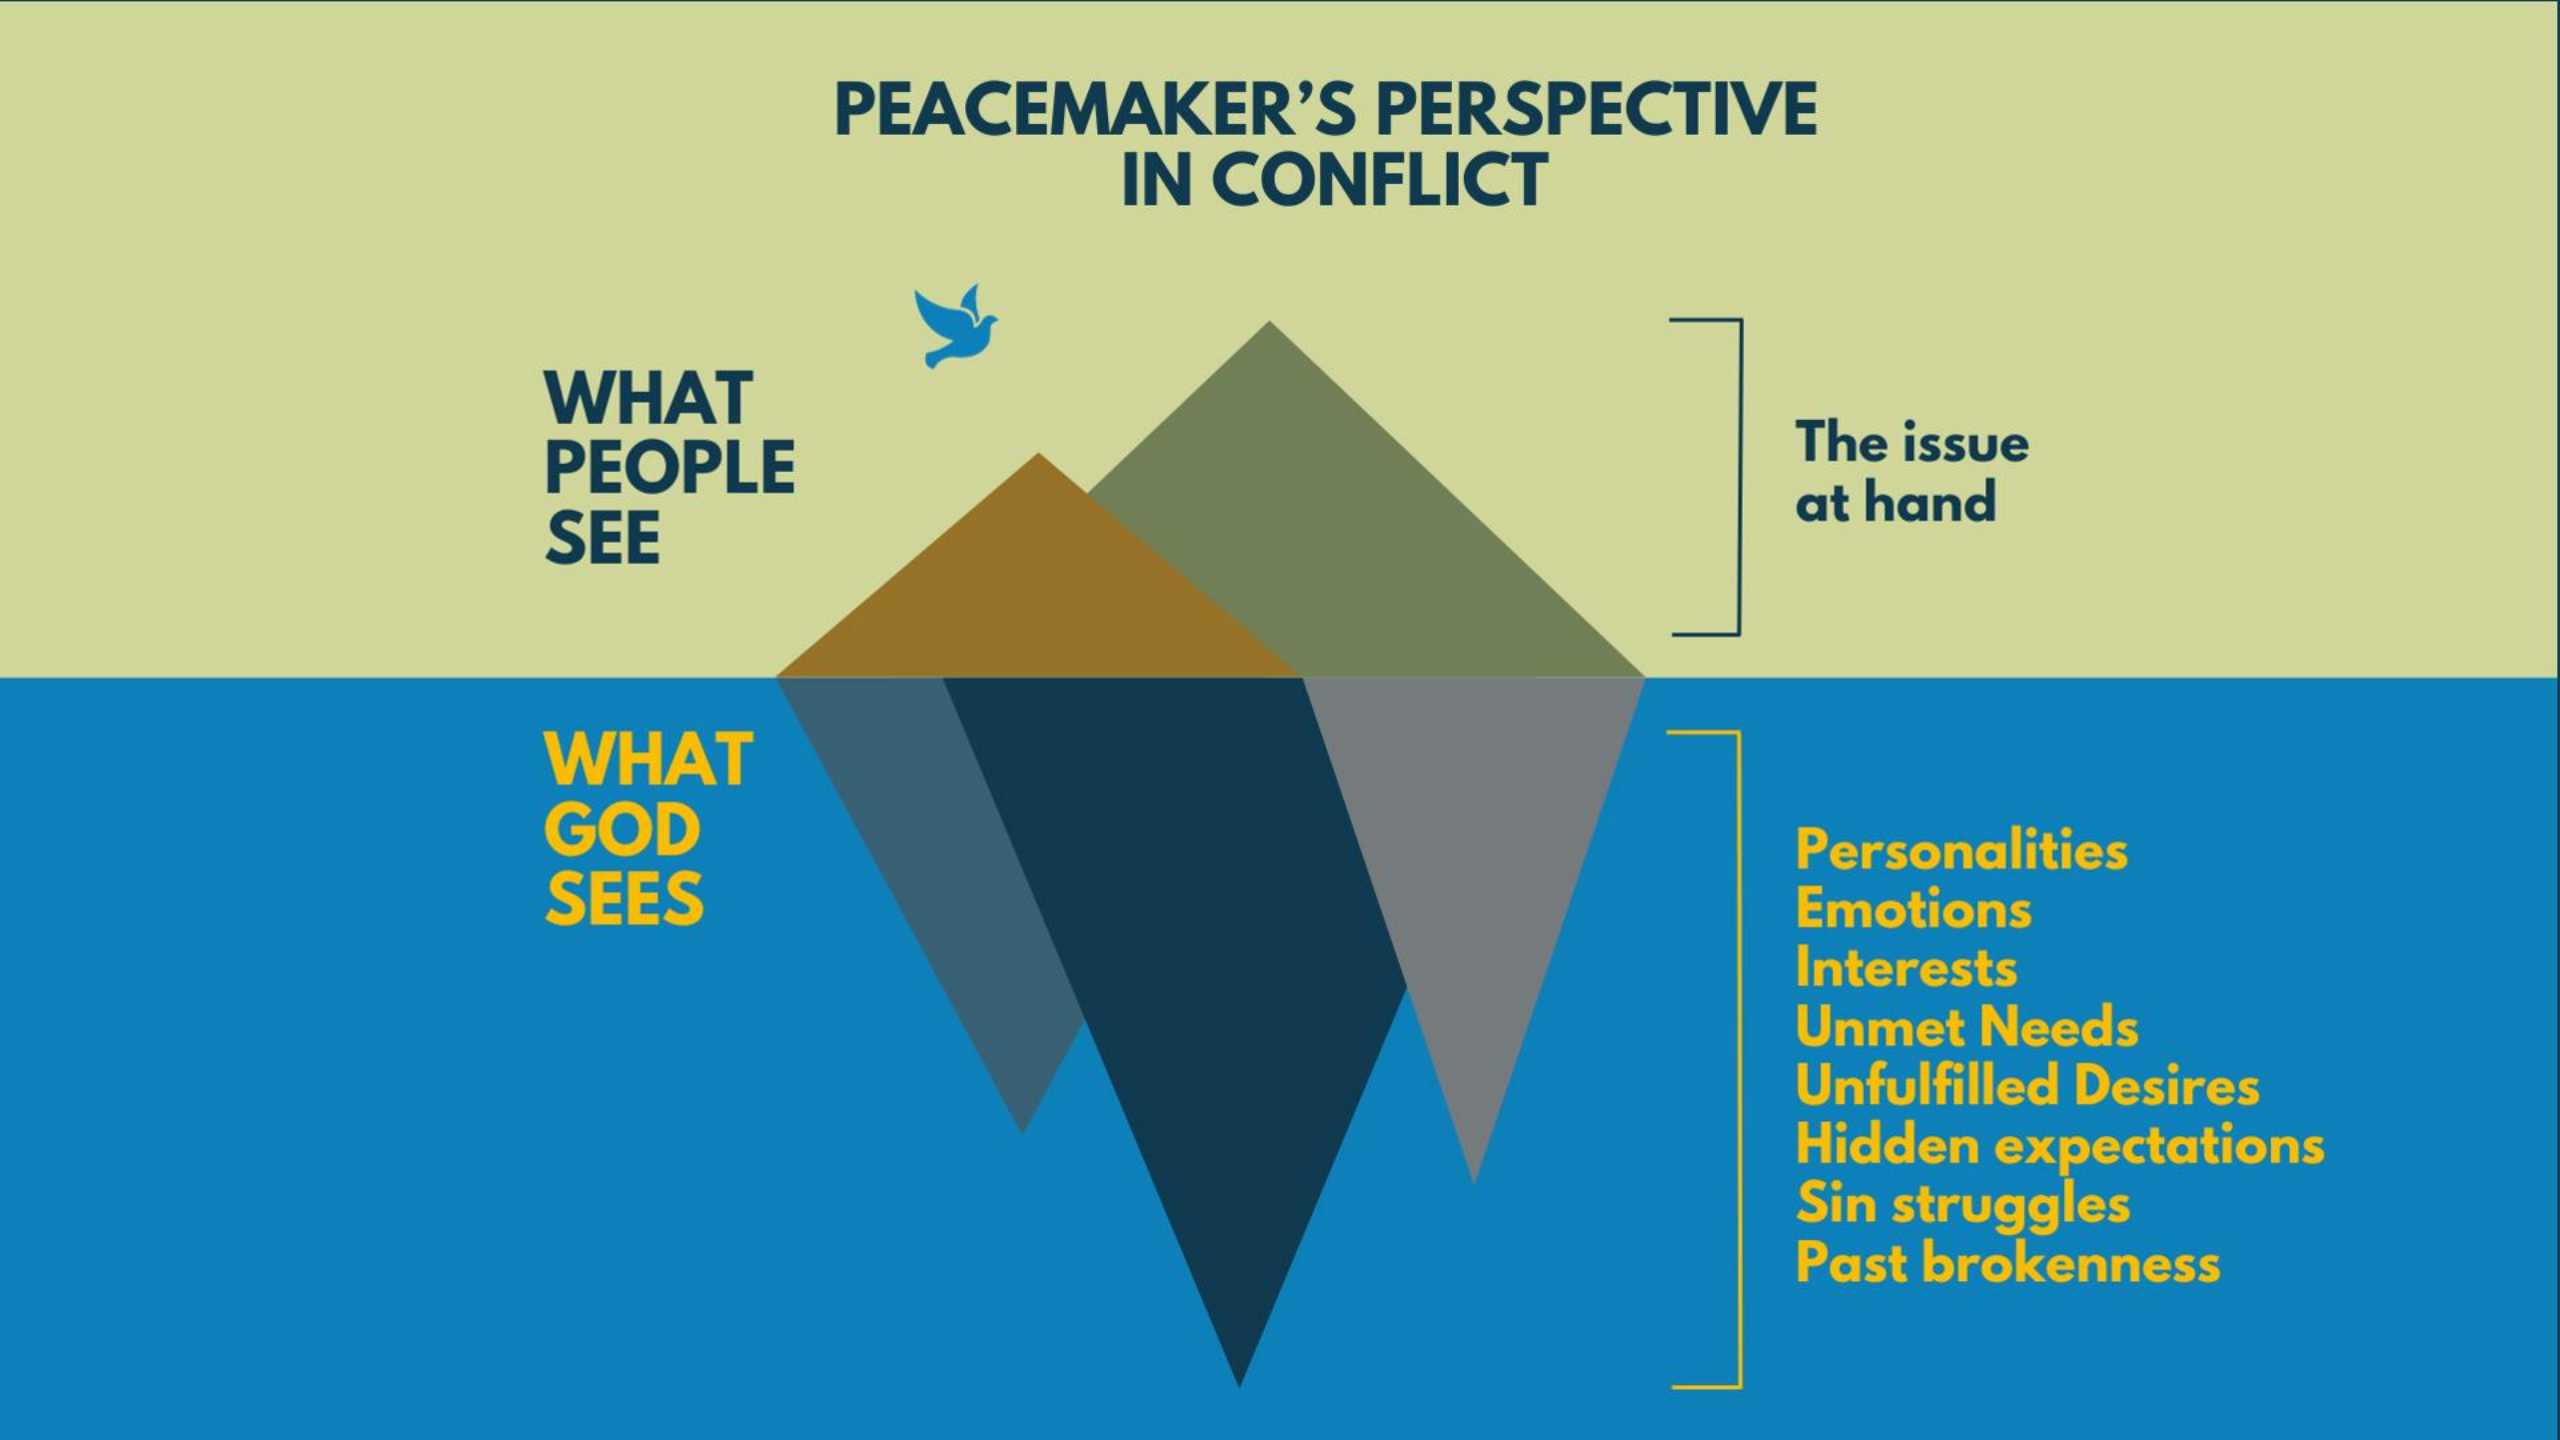 PEACEMAKER’S PERSPECTIVE
IN CONFLICT
WHAT
PEOPLE
SEE
The issue
at hand
WHAT
GOD
SEES
Personalities
Emotions
Interests
Unmet Needs
Unfulfilled Desires
Hidden expectations
Sin struggles
Past brokenness